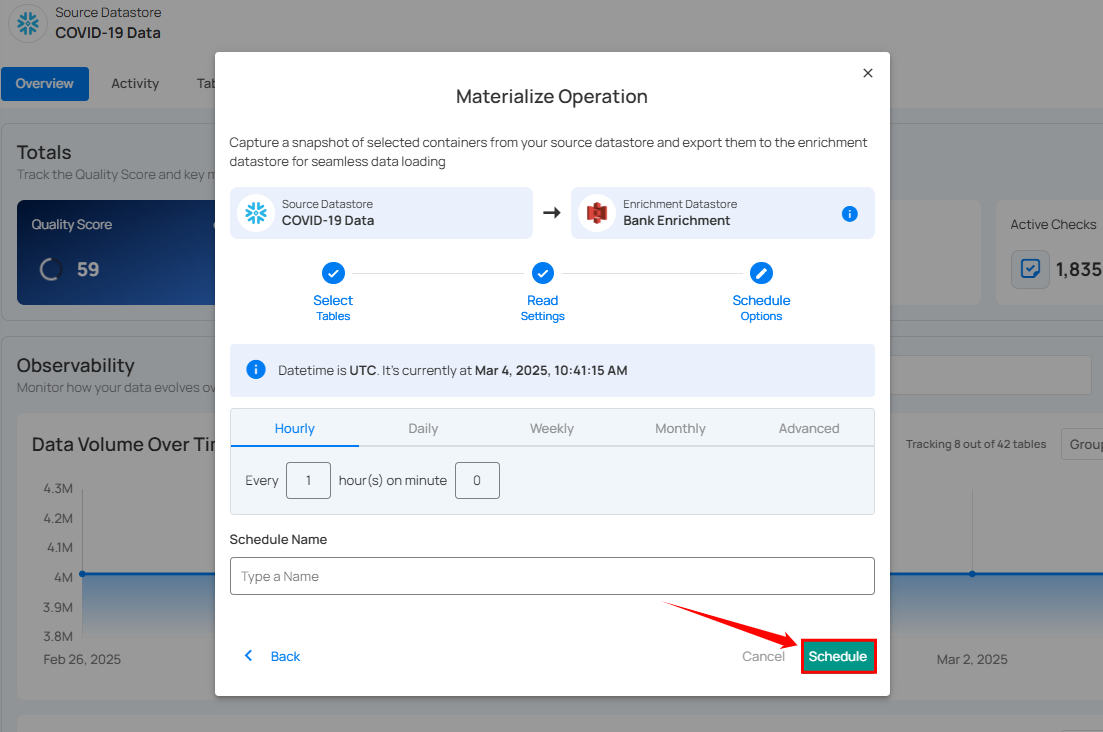 Source Datastore
COVID-19 Data
Overview
Activity
Materialize Operation
Capture a snapshot of selected containers from your source datastore and export them to the enrichment
datastore for seamless data loading
Source Datastore
COVID-19 Data
Enrichment Datastore
Bank Enrichment
Select
Tables
Read
Settings
Schedule
Options
Datetime is UTC. It's currently at Mar 4, 2025, 10:41:15 AM
Hourly
Daily
Weekly
Monthly
Advanced
Every 1 hour(s) on minute 0
Schedule Name
Type a Name
Back
Cancel
Schedule
Totals
Track the Quality Score and key
Quality Score
59
Active Checks
1,835
Observability
Monitor how your data evolves
Data Volume Over
Tracking 8 out of 42 tables
4.3M
4.2M
4.1M
4M
3.9M
3.8M
Feb 26, 2025
Mar 2, 2025